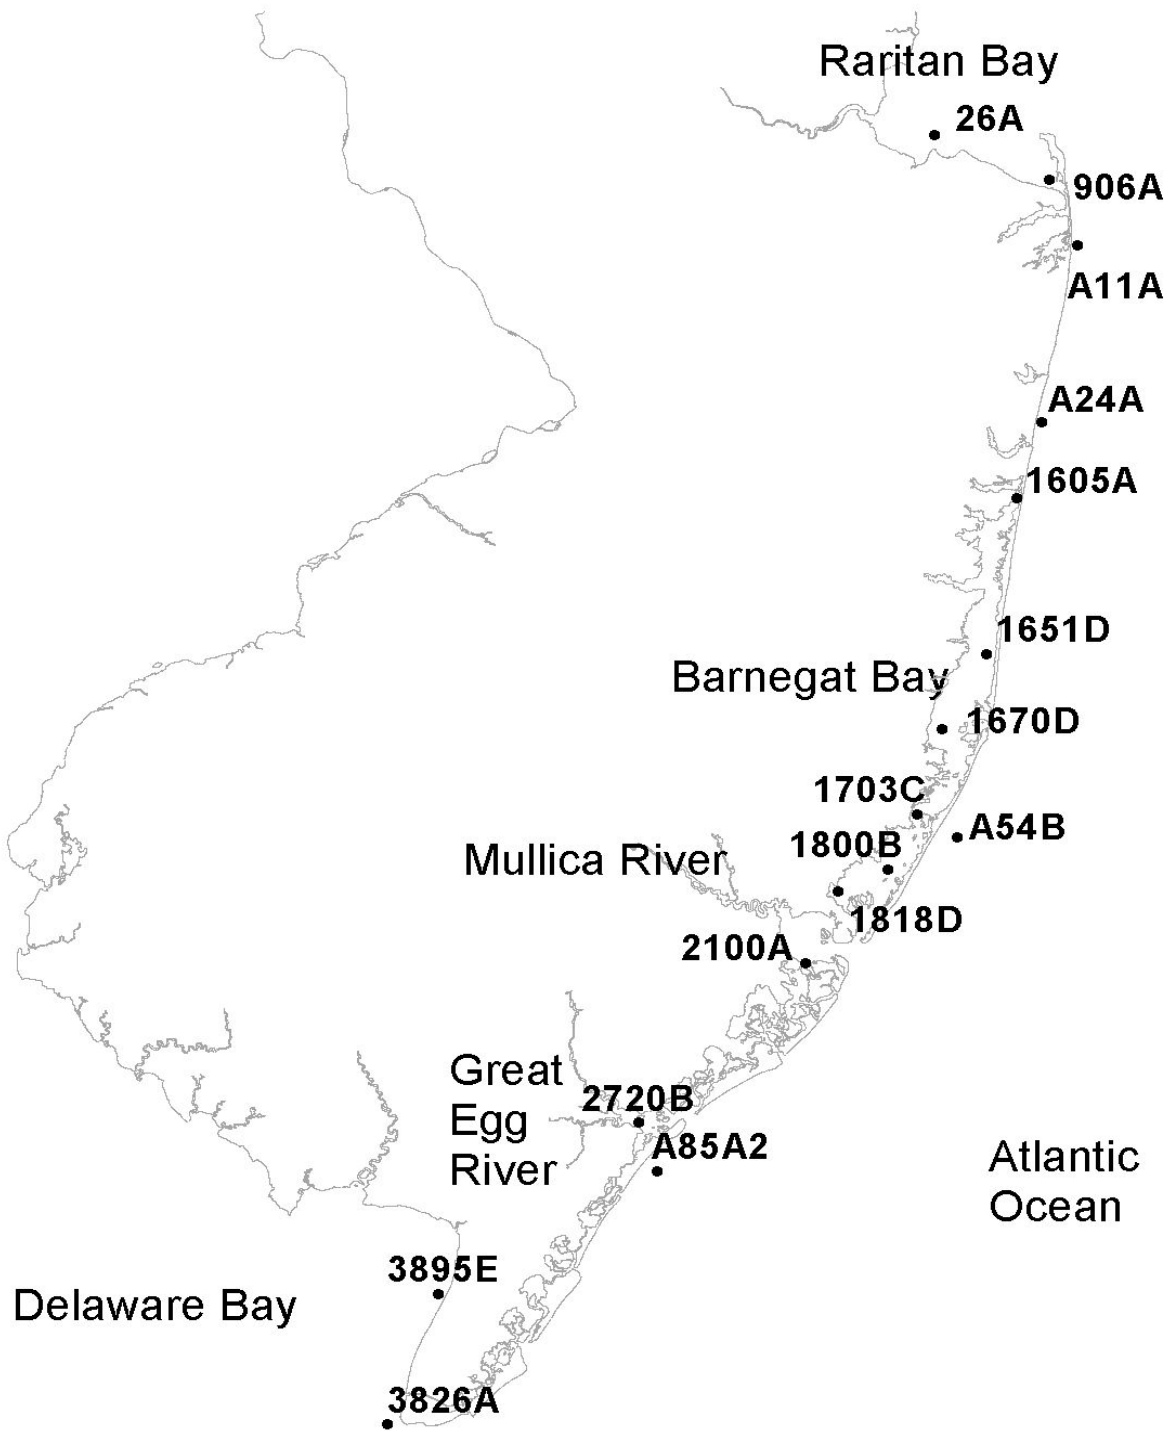 Raritan Bay
26A
906A
A11A
A24A
1605A
1651D
Barnegat Bay
1670D
1703C
A54B
1800B
Mullica River
1818D
2100A
Great
Egg
River
2720B
A85A2
Atlantic
Ocean
3895E
Delaware Bay
3826A